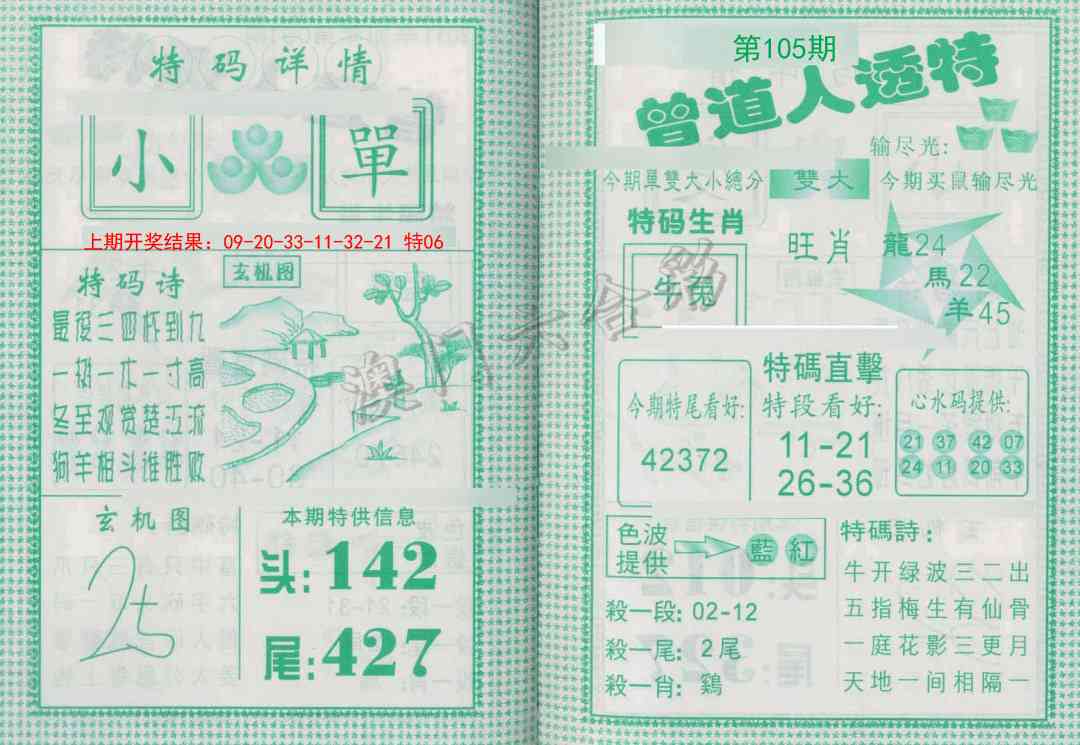 特码详情
小 單
上期开奖结果：09-20-33-11-32-21 特06
特码诗
玄机图
最後三四杯到九
一树一木一寸高
冬至观赏楚江流
狗羊相斗谁胜败
玄机图
本期特供信息
头:142
尾:427
第105期
曾道人透特
输尽光:
今期單雙大小總分 雙大 今期买鼠输尽光
特码生肖
牛兔
旺肖
龍24
馬22
羊45
澳门六合
特碼直擊
今期特尾看好:
42372
特段看好:
11-21
26-36
心水码提供:
21 37 42 07
24 11 20 33
色波
提供
藍 紅
殺一段: 02-12
殺一尾: 2尾
殺一肖: 鷄
特碼詩:
牛开绿波三二出
五指梅生有仙骨
一庭花影三更月
天地一间相隔一